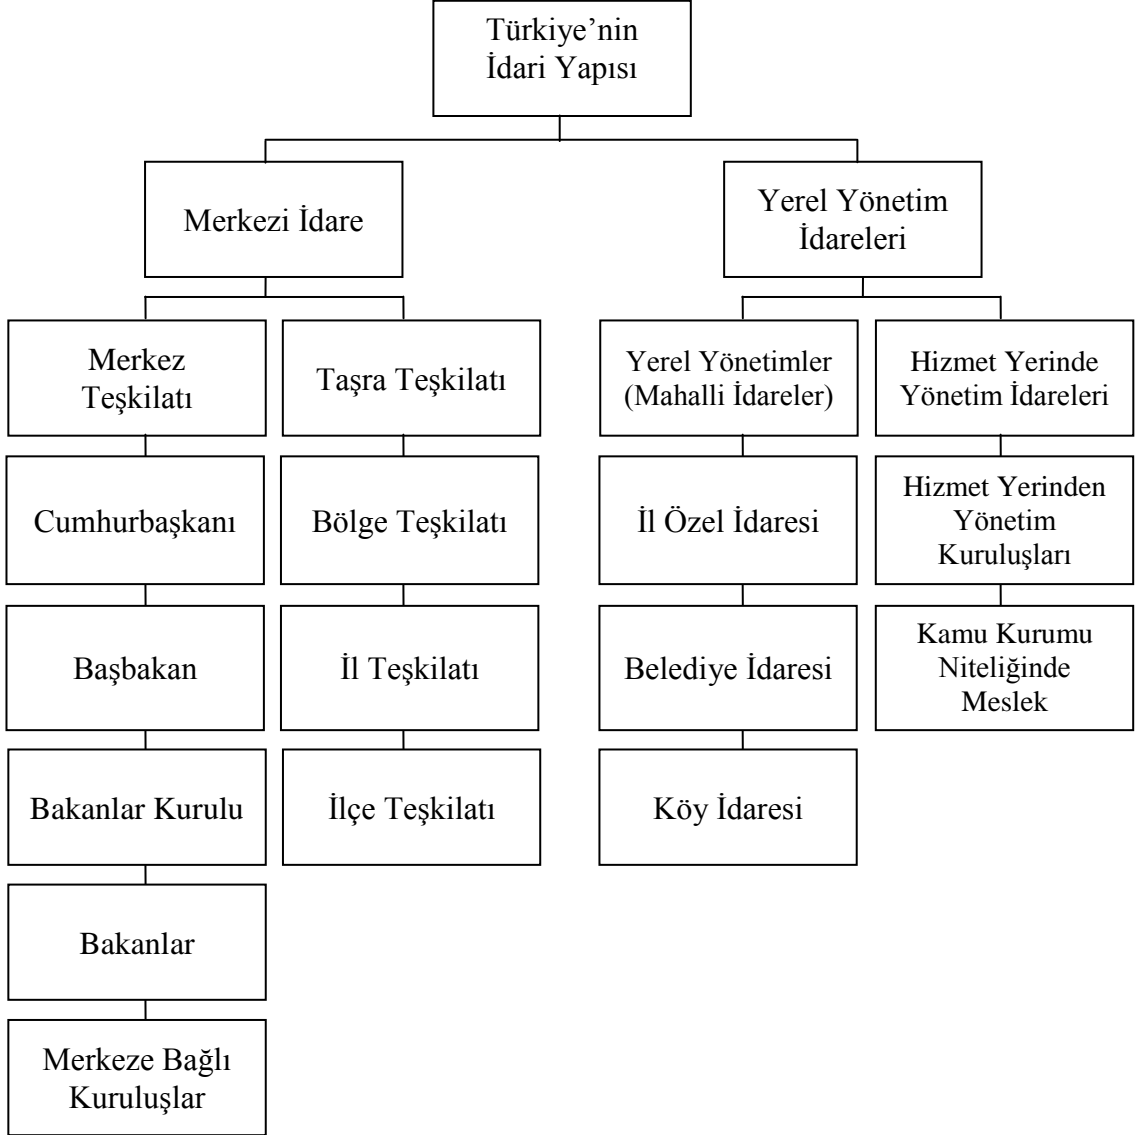 Türkiye’nin
İdari Yapısı
Merkezi İdare
Yerel Yönetim
İdareleri
Merkez
Teşkilatı
Taşra Teşkilatı
Yerel Yönetimler
(Mahalli İdareler)
Hizmet Yerinde
Yönetim İdareleri
Cumhurbaşkanı
Bölge Teşkilatı
İl Özel İdaresi
Hizmet Yerinden
Yönetim
Kuruluşları
Başbakan
İl Teşkilatı
Belediye İdaresi
Kamu Kurumu
Niteliğinde
Meslek
Bakanlar Kurulu
İlçe Teşkilatı
Köy İdaresi
Bakanlar
Merkeze Bağlı
Kuruluşlar